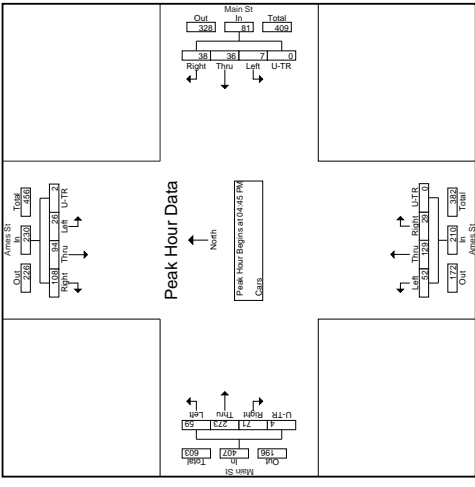 Main St
Out In Total
328 81 409
38 36 7 0
Right Thru Left U-TR
Ames St
Total In Out
456 230 226
2 26 94 108
U-TR Left Thru Right
Peak Hour Data
North
Peak Hour Begins at 04:45 PM
Cars
Left Thru Right U-TR
52 129 29 0
Out In Total
172 210 382
Ames St
Left Thru Right U-TR
59 273 71 4
Total In Out
603 407 196
Main St